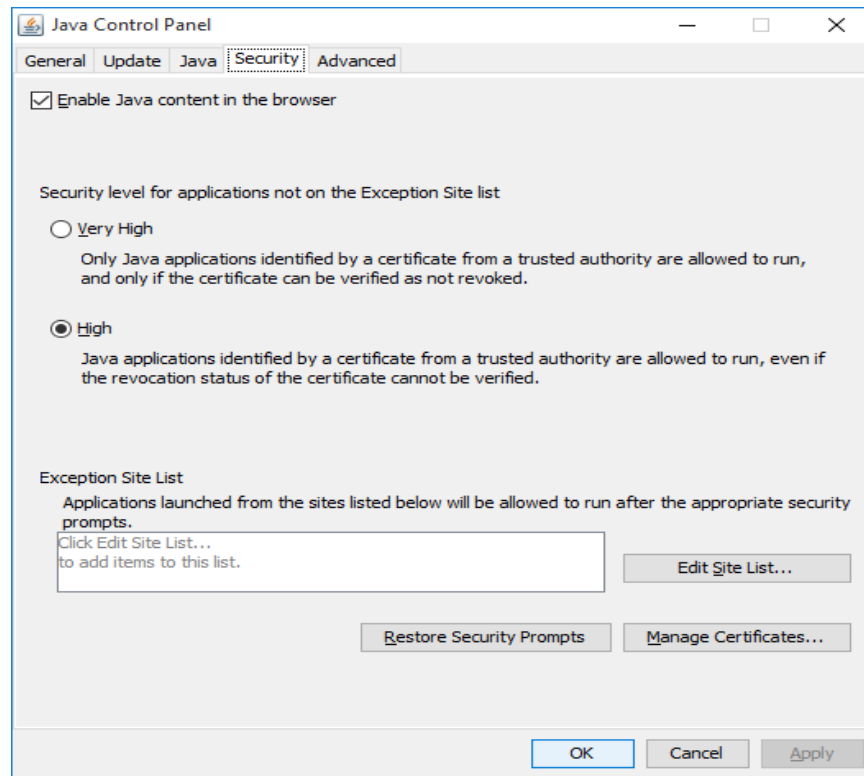 Java Control Panel
General Update Java Security Advanced
Enable Java content in the browser
Security level for applications not on the Exception Site list
Very High
Only Java applications identified by a certificate from a trusted authority are allowed to run,
and only if the certificate can be verified as not revoked.
High
Java applications identified by a certificate from a trusted authority are allowed to run, even if
the revocation status of the certificate cannot be verified.
Exception Site List
Applications launched from the sites listed below will be allowed to run after the appropriate security
prompts.
Click Edit Site List...
to add items to this list.
Edit Site List...
Restore Security Prompts Manage Certificates...
OK Cancel Apply